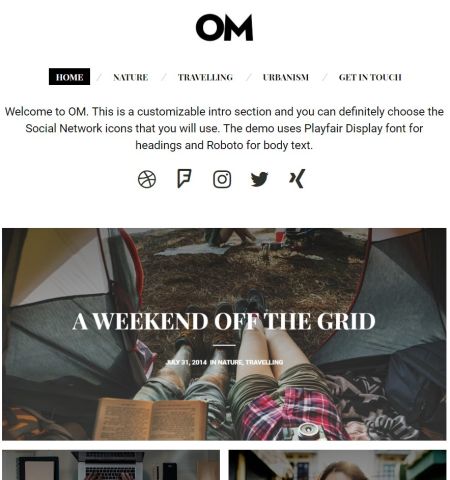 OM
HOME / NATURE / TRAVELLING / URBANISM / GET IN TOUCH
Welcome to OM. This is a customizable intro section and you can definitely choose the
Social Network icons that you will use. The demo uses Playfair Display font for
headings and Roboto for body text.
A WEEKEND OFF THE GRID
JULY 31, 2014 IN NATURE, TRAVELLING